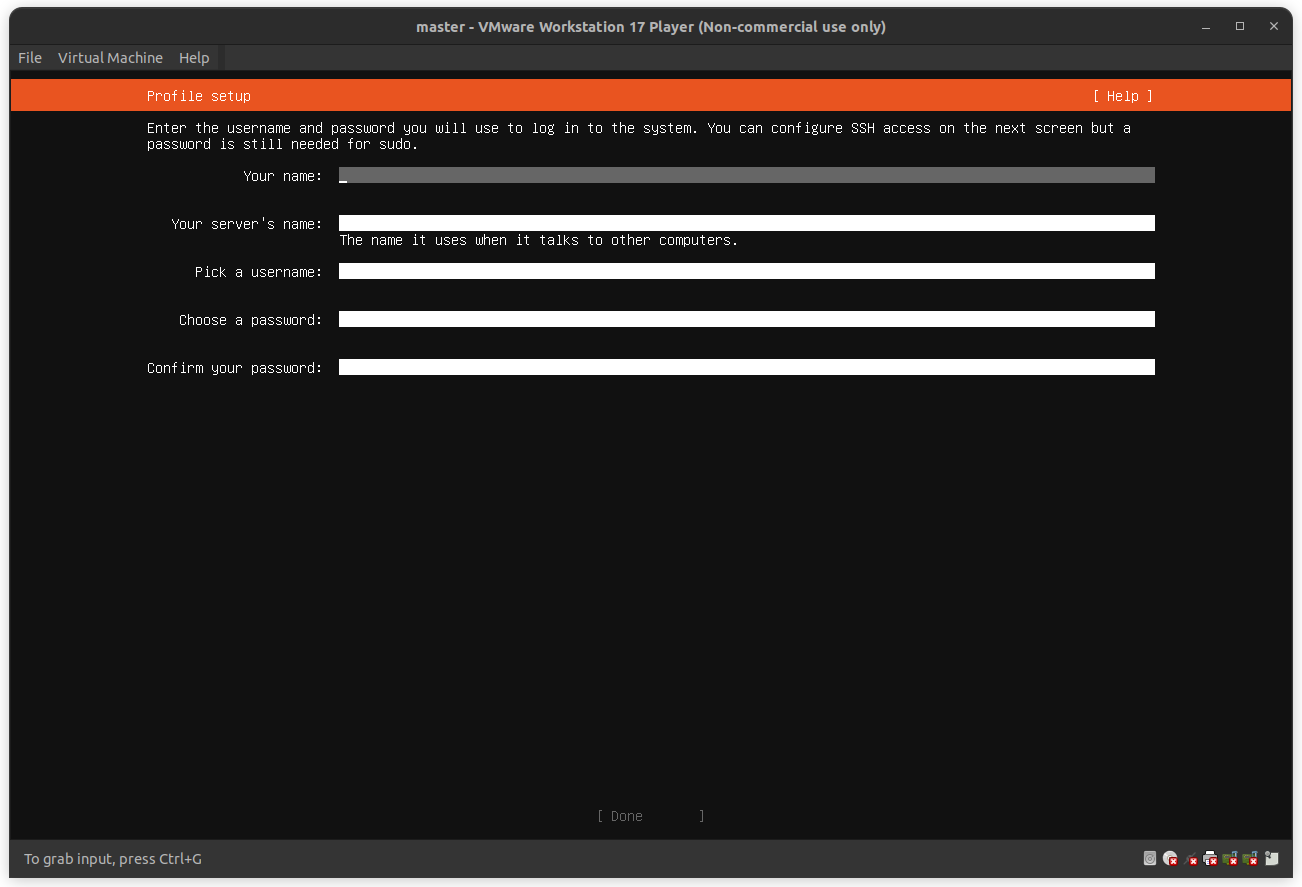 master - VMware Workstation 17 Player (Non-commercial use only)
File Virtual Machine Help
Profile setup [ Help ]
Enter the username and password you will use to log in to the system. You can configure SSH access on the next screen but a
password is still needed for sudo.
Your name:
Your server's name:
The name it uses when it talks to other computers.
Pick a username:
Choose a password:
Confirm your password:
[ Done ]
To grab input, press Ctrl+G